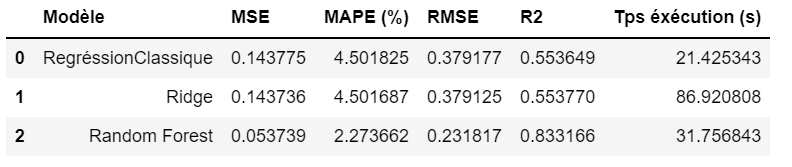 Modèle MSE MAPE (%) RMSE R2 Tps éxécution (s)
0 RegréssionClassique 0.143775 4.501825 0.379177 0.553649 21.425343
1 Ridge 0.143736 4.501687 0.379125 0.553770 86.920808
2 Random Forest 0.053739 2.273662 0.231817 0.833166 31.756843